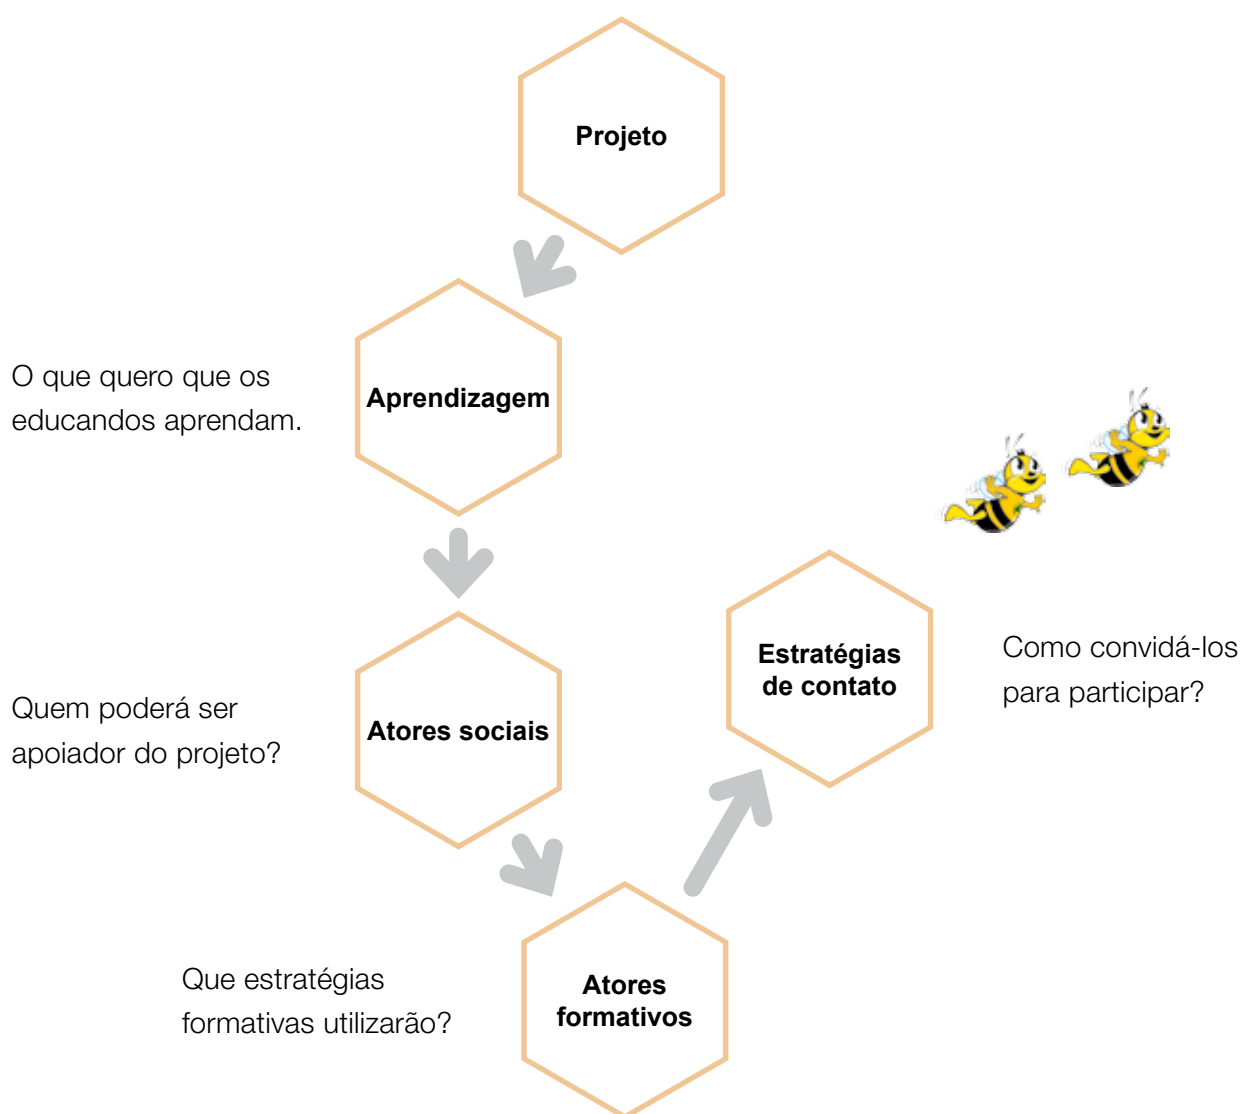 Projeto
O que quero que os
educandos aprendam.
Aprendizagem
Quem poderá ser
apoiador do projeto?
Atores sociais
Estratégias
de contato
Como convidá-los
para participar?
Que estratégias
formativas utilizarão?
Atores
formativos